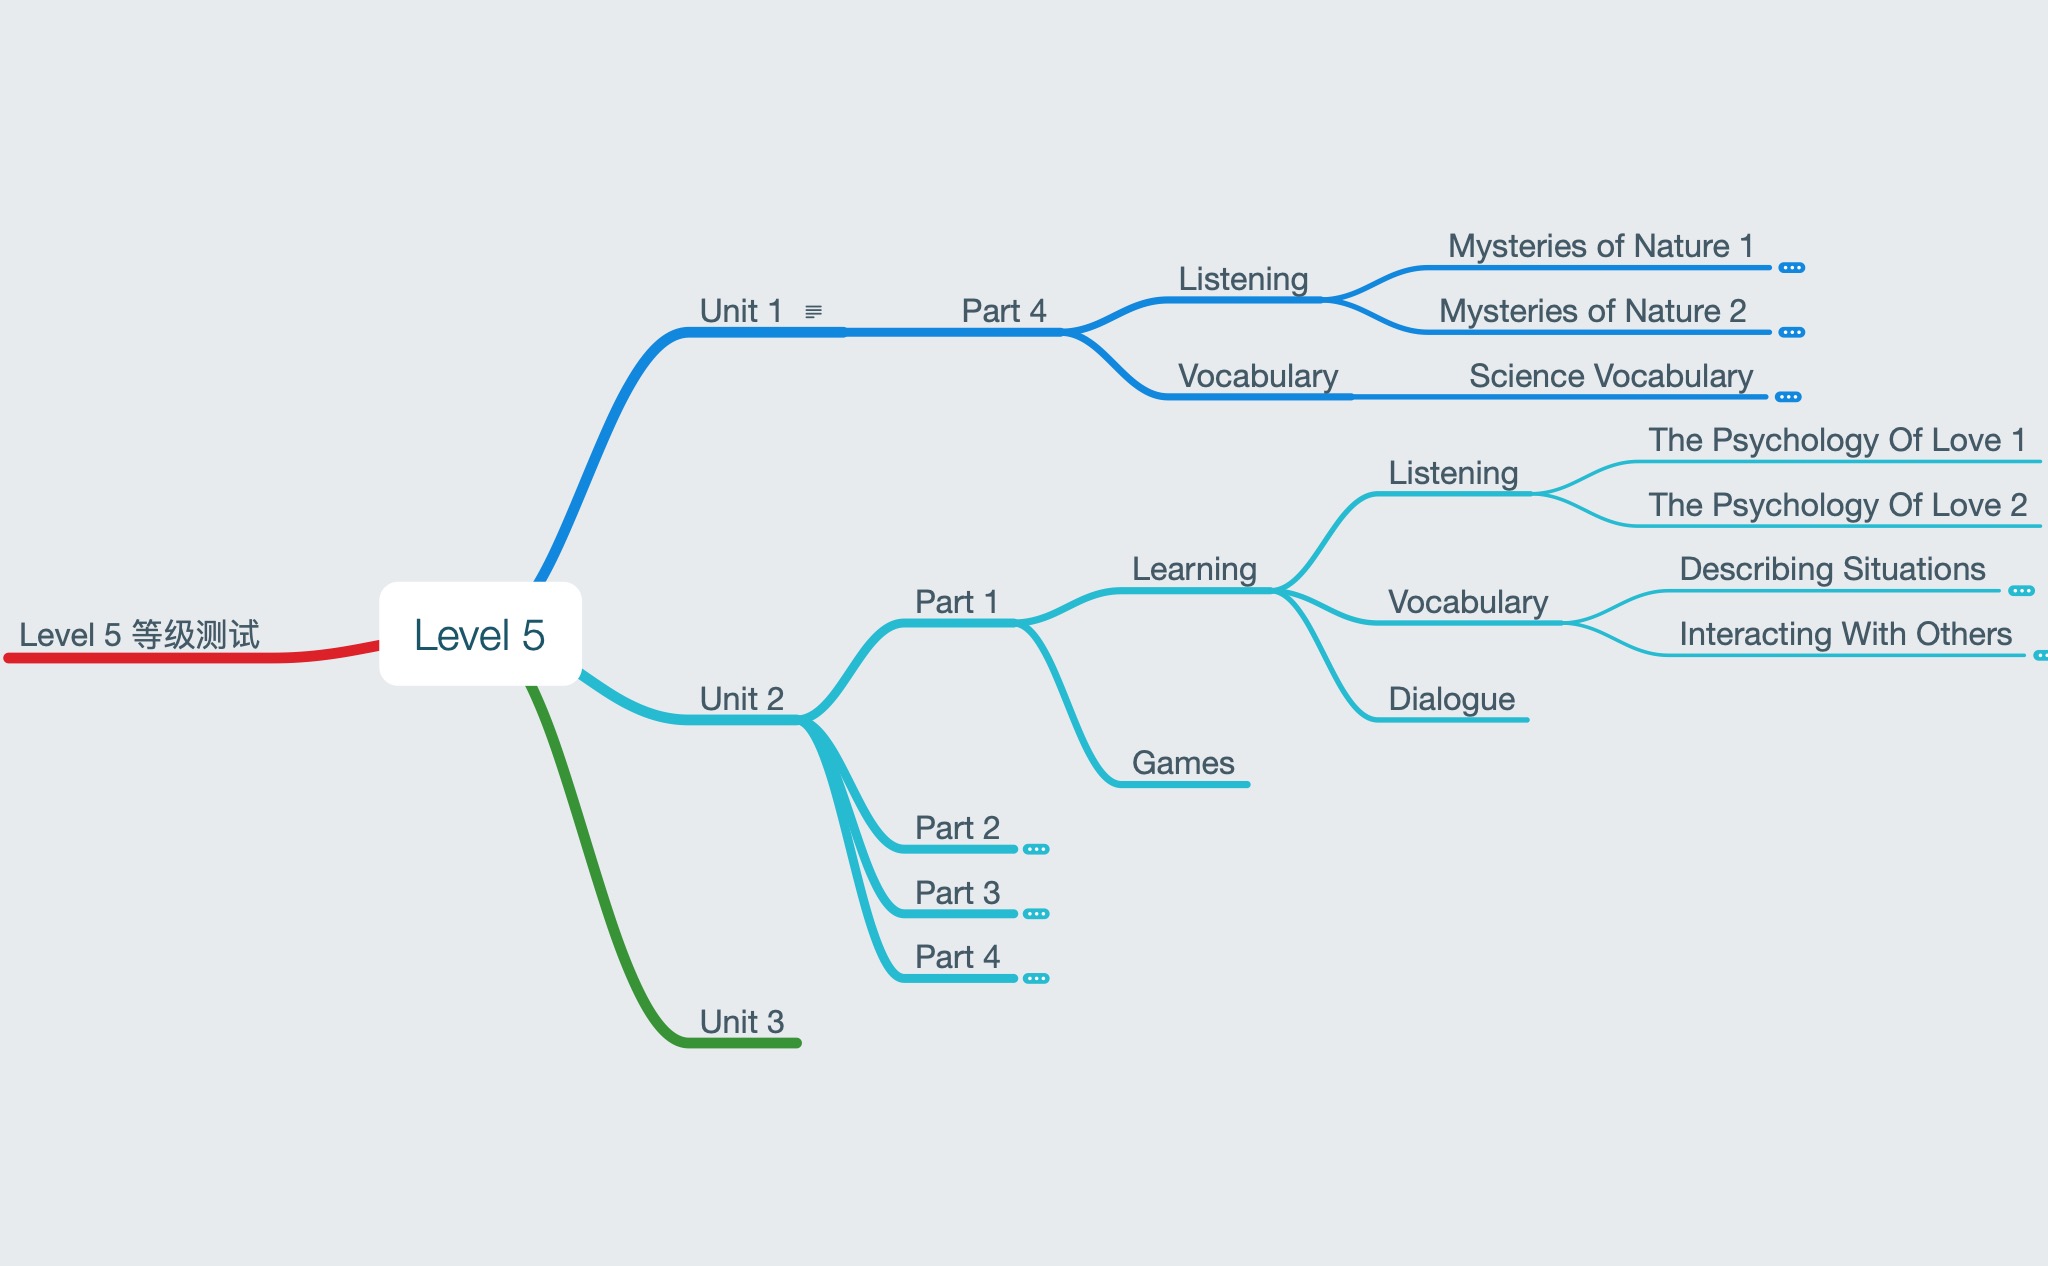 Level 5 等级测试
Level 5
Unit 1
Part 4
Listening
Mysteries of Nature 1
Mysteries of Nature 2
Vocabulary
Science Vocabulary
Unit 2
Part 1
Learning
Listening
The Psychology Of Love 1
The Psychology Of Love 2
Vocabulary
Describing Situations
Interacting With Others
Dialogue
Games
Part 2
Part 3
Part 4
Unit 3